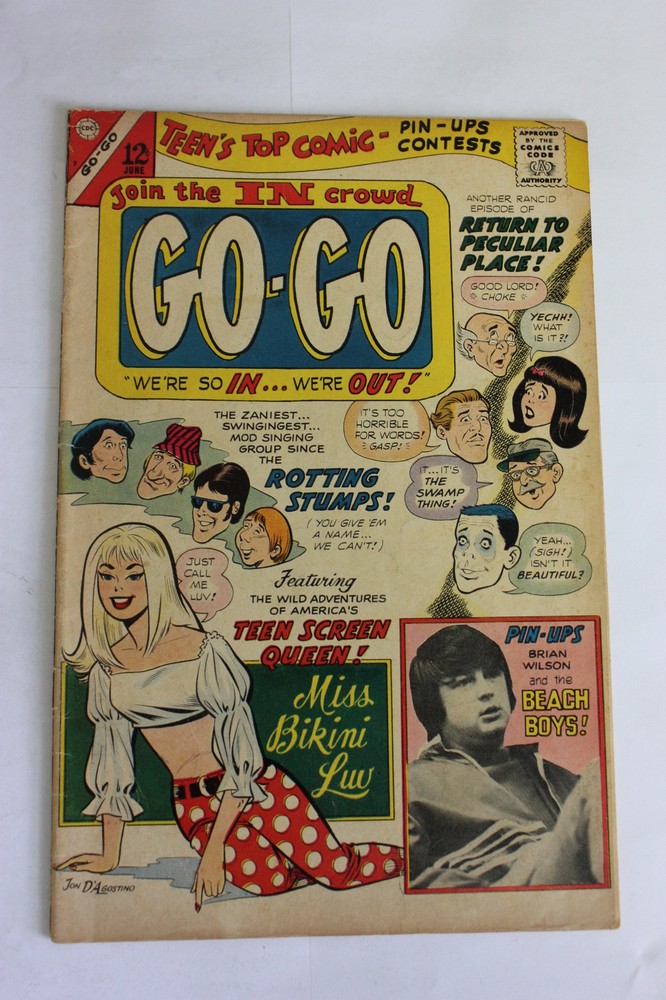 CDC
GO-GO
12¢
JUNE
TEEN'S TOP COMIC - PIN-UPS
CONTESTS
APPROVED
BY THE
COMICS
CODE
CA
AUTHORITY
Join the IN crowd
GO-GO
"WE'RE SO IN... WE'RE OUT!"
ANOTHER RANCID
EPISODE OF
RETURN TO
PECULIAR
PLACE!
GOOD LORD!
CHOKE
YECHH!
WHAT
IS IT?!
IT'S TOO
HORRIBLE
FOR WORDS!
GASP!
IT...IT'S
THE
SWAMP
THING!
YEAH...
(SIGH!)
ISN'T IT
BEAUTIFUL?
THE ZANIEST...
SWINGINGEST...
MOD SINGING
GROUP SINCE
THE
ROTTING
STUMPS!
(YOU GIVE 'EM
A NAME...
WE CAN'T!)
JUST
CALL
ME
LUV!
Featuring
THE WILD ADVENTURES
OF AMERICA'S
TEEN SCREEN
QUEEN!
Miss
Bikini
Luv
PIN-UPS
BRIAN
WILSON
and the
BEACH
BOYS!
JON D'AGOSTINO